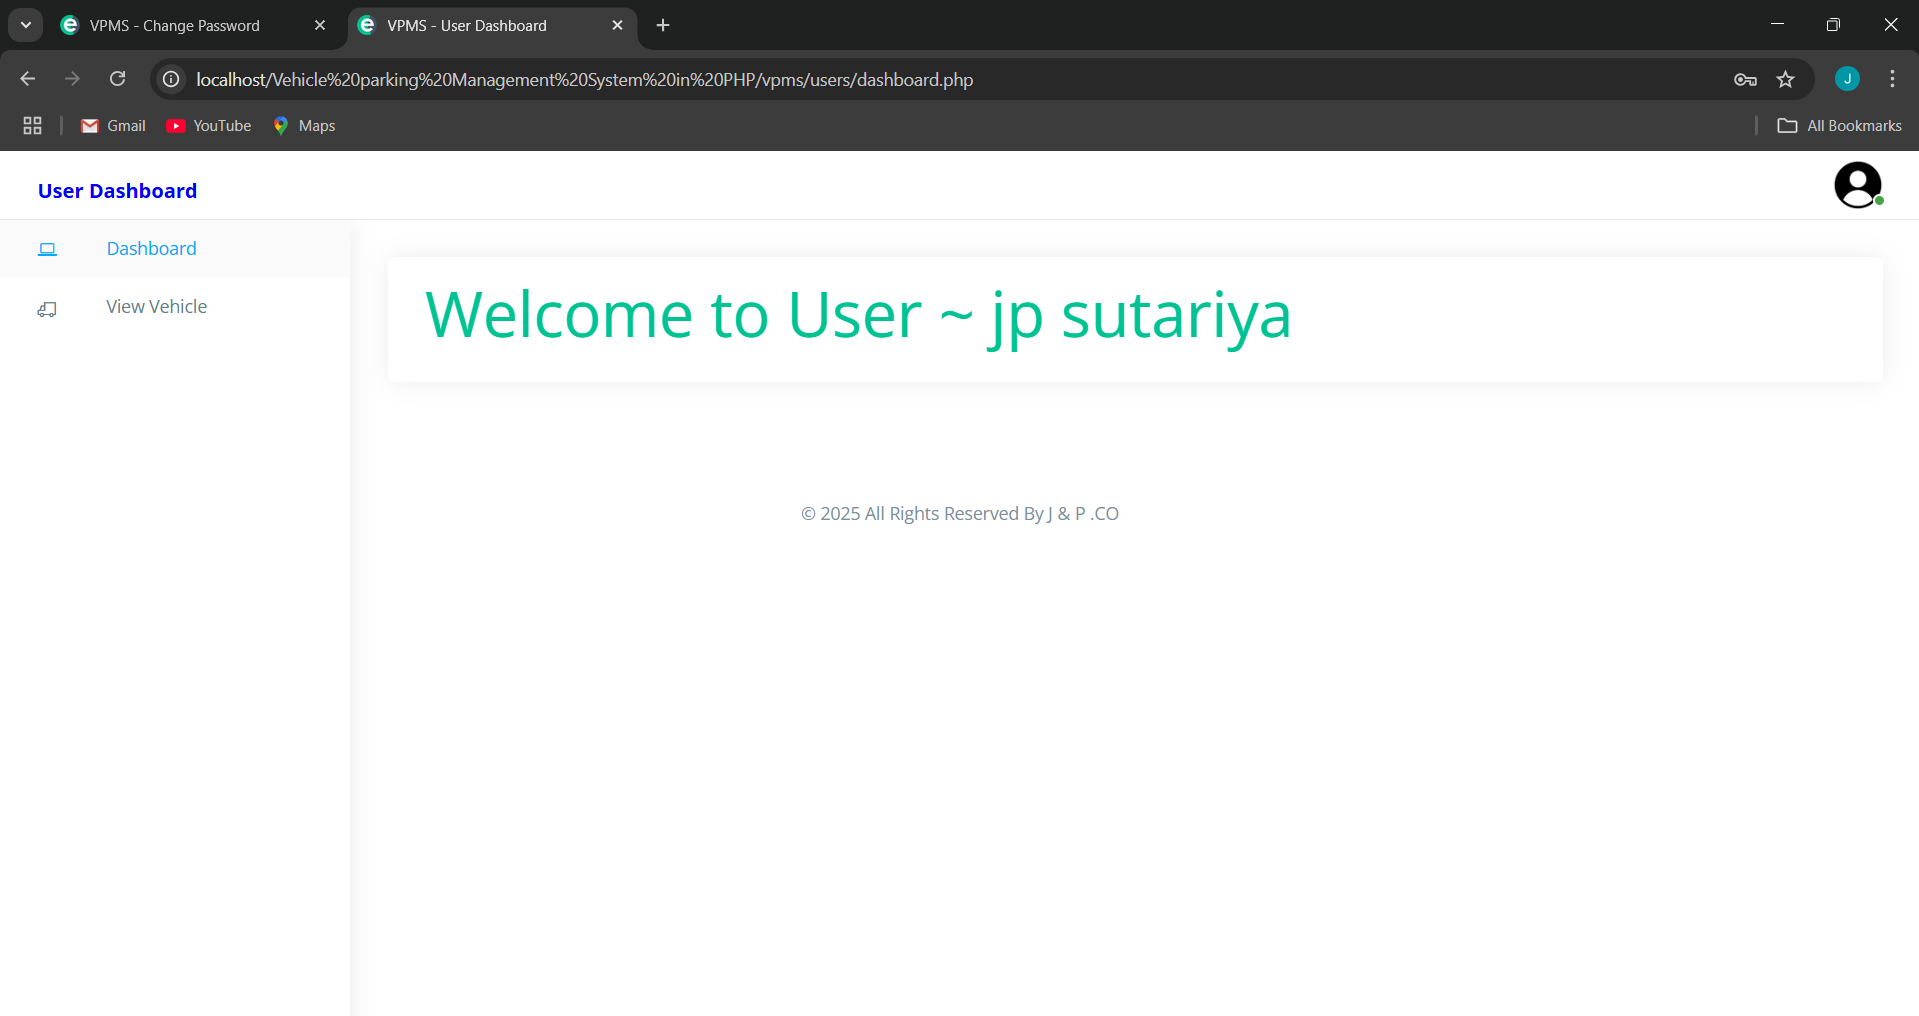 VPMS - Change Password
VPMS - User Dashboard
localhost/Vehicle%20parking%20Management%20System%20in%20PHP/vpms/users/dashboard.php
J
Gmail
YouTube
Maps
All Bookmarks
User Dashboard
Dashboard
View Vehicle
Welcome to User ~ jp sutariya
© 2025 All Rights Reserved By J & P .CO